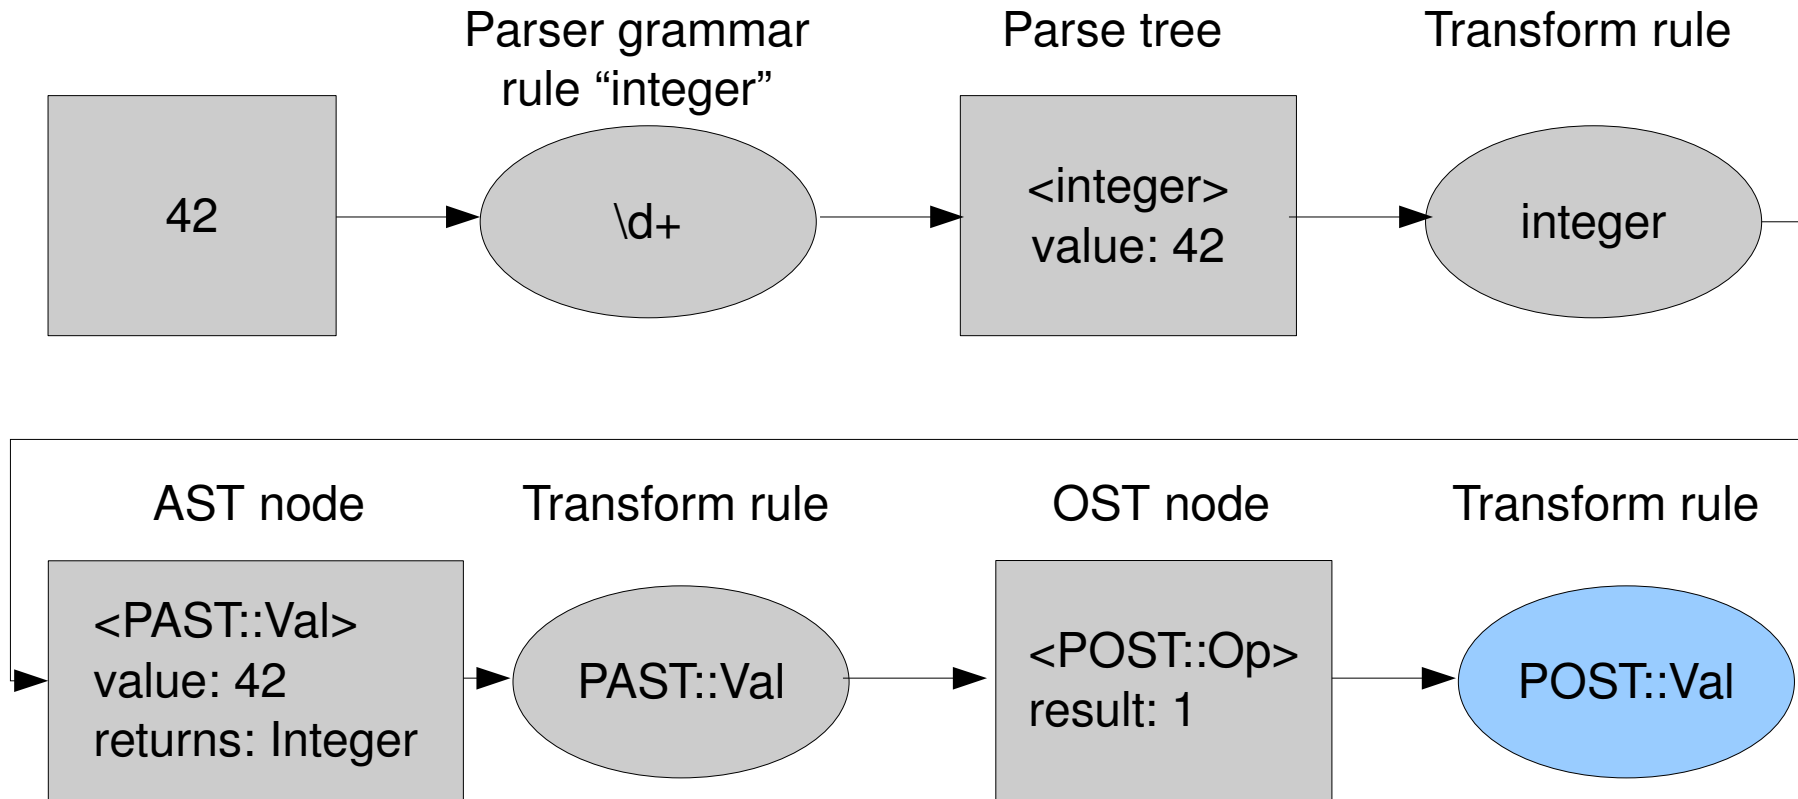 Parser grammar
rule “integer”
Parse tree
Transform rule
42
\d+
<integer>
value: 42
integer
AST node
Transform rule
OST node
Transform rule
<PAST::Val>
value: 42
returns: Integer
PAST::Val
<POST::Op>
result: 1
POST::Val